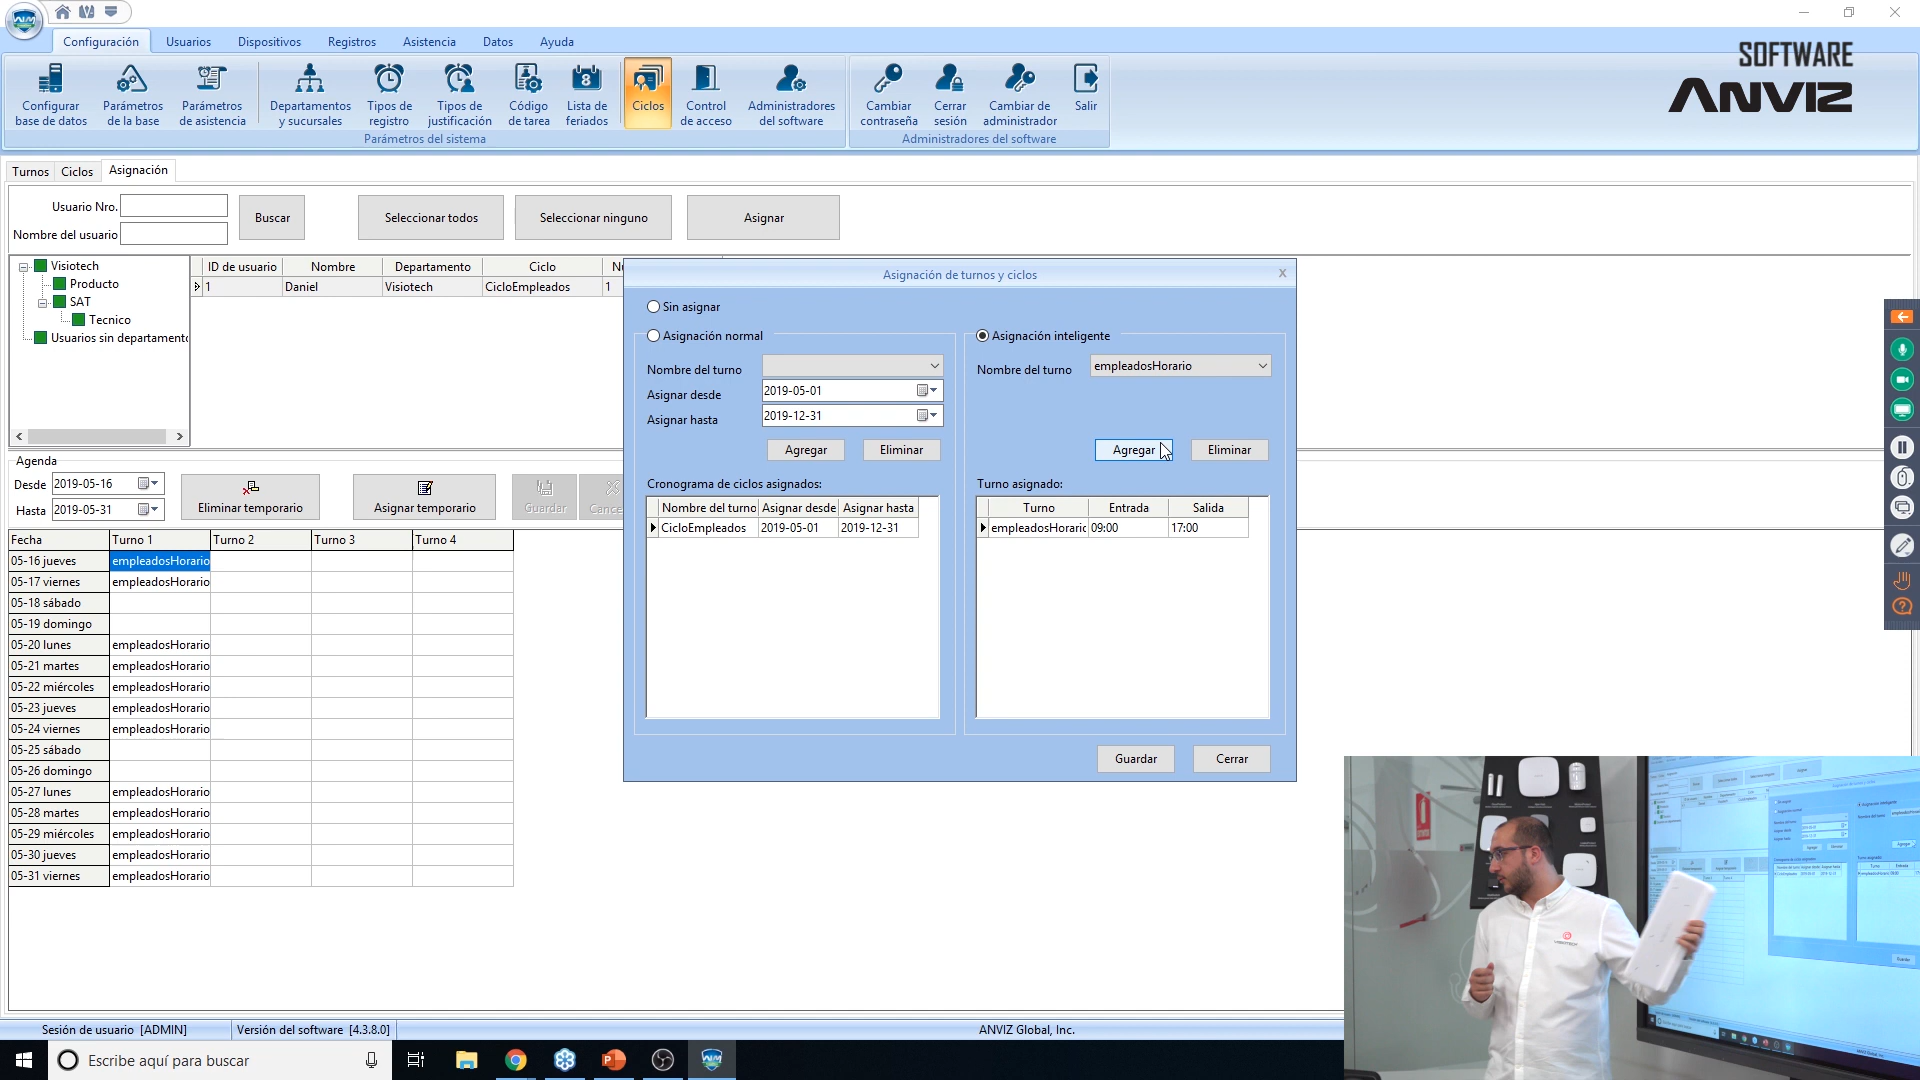 Configuración Usuarios Dispositivos Registros Asistencia Datos Ayuda
SOFTWARE
ANVIZ
Configurar base de datos
Parámetros de la base
Parámetros de asistencia
Departamentos y sucursales
Tipos de registro
Tipos de justificación
Código de tarea
8
Lista de feriados
Ciclos
Control de acceso
Administradores del software
Cambiar contraseña
Cerrar sesión
Cambiar de administrador
Salir
Parámetros del sistema
Administradores del software
Turnos Ciclos Asignación
Usuario Nro.
Nombre del usuario
Buscar
Seleccionar todos
Seleccionar ninguno
Asignar
Visiotech
Producto
SAT
Tecnico
Usuarios sin departamento
ID de usuario Nombre Departamento Ciclo
1 Daniel Visiotech CicloEmpleados 1
Agenda
Desde 2019-05-16
Hasta 2019-05-31
Eliminar temporario
Asignar temporario
Guardar
Cance
Fecha Turno 1 Turno 2 Turno 3 Turno 4
05-16 jueves empleadosHorario
05-17 viernes empleadosHorario
05-18 sábado
05-19 domingo
05-20 lunes empleadosHorario
05-21 martes empleadosHorario
05-22 miércoles empleadosHorario
05-23 jueves empleadosHorario
05-24 viernes empleadosHorario
05-25 sábado
05-26 domingo
05-27 lunes empleadosHorario
05-28 martes empleadosHorario
05-29 miércoles empleadosHorario
05-30 jueves empleadosHorario
05-31 viernes empleadosHorario
Asignación de turnos y ciclos
x
Sin asignar
Asignación normal
Nombre del turno
Asignar desde 2019-05-01
Asignar hasta 2019-12-31
Agregar Eliminar
Cronograma de ciclos asignados:
Nombre del turno Asignar desde Asignar hasta
CicloEmpleados 2019-05-01 2019-12-31
Asignación inteligente
Nombre del turno empleadosHorario
Agregar Eliminar
Turno asignado:
Turno Entrada Salida
empleadosHorario 09:00 17:00
Guardar Cerrar
Sesión de usuario [ADMIN] Versión del software [4.3.8.0] ANVIZ Global, Inc.
Escribe aquí para buscar